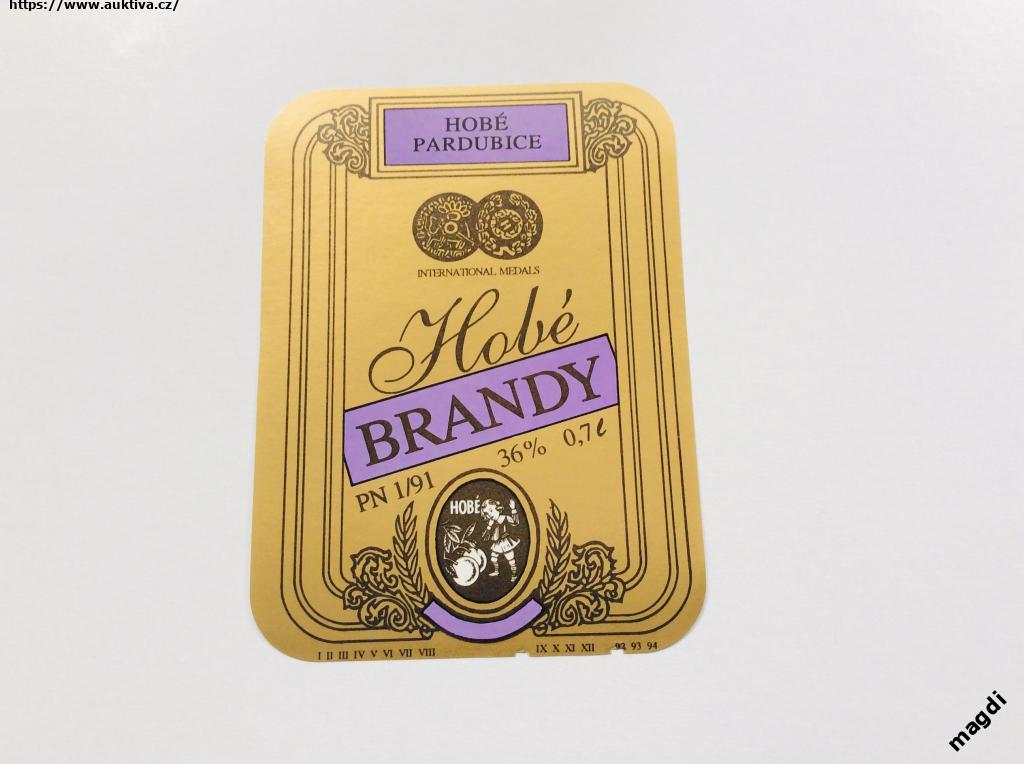 https://www.auktiva.cz/
HOBÉ
PARDUBICE
INTERNATIONAL MEDALS
Hobé
BRANDY
PN 1/91 36% 0,7ℓ
HOBÉ
I II III IV V VI VII VIII IX X XI XII 92 93 94
magdi